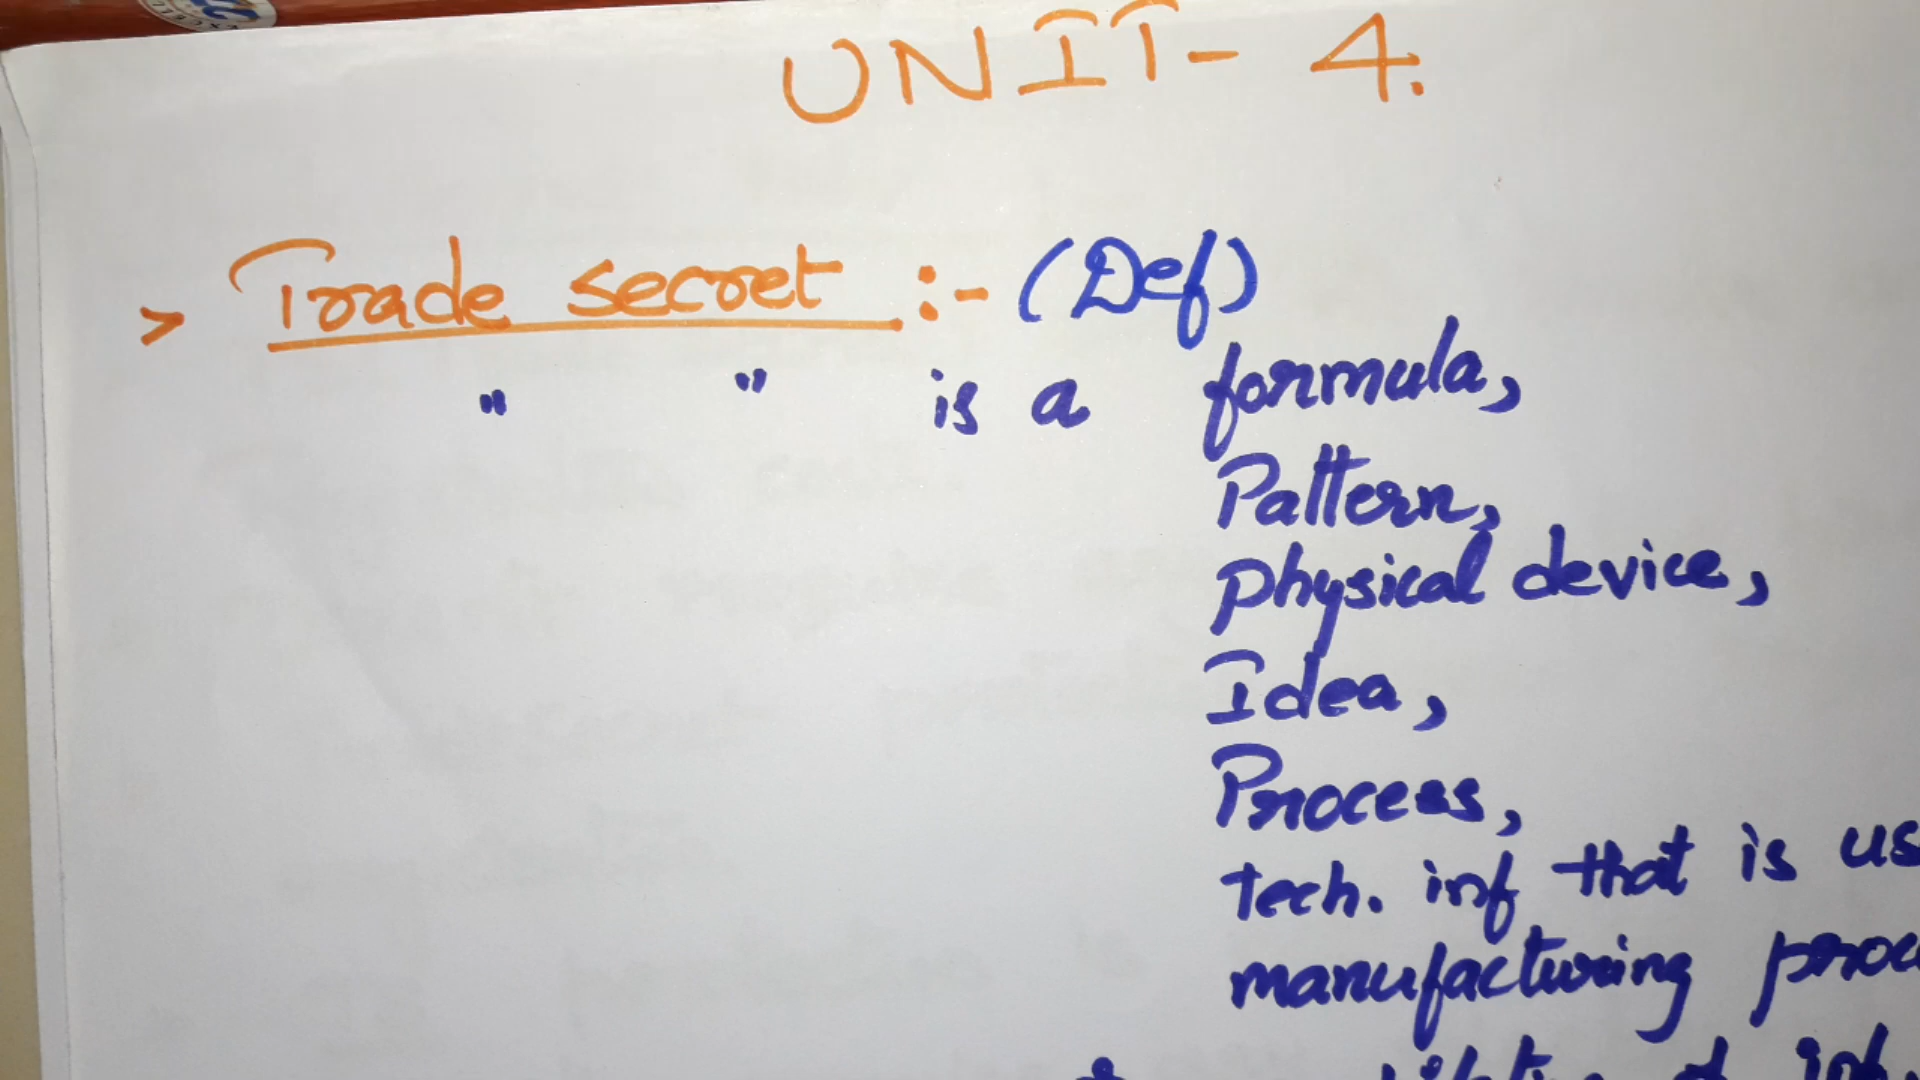 UNIT- 4.
> Trade secret :- (Def)
" " is a formula,
Pattern,
physical device,
Idea,
Process,
tech. inf that is
manufacturing